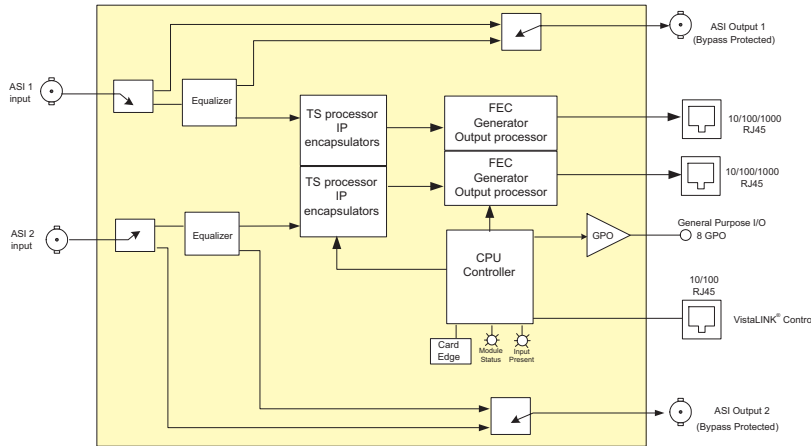 ASI Output 1
(Bypass Protected)
ASI 1
input
Equalizer
TS processor
IP
encapsulators
FEC
Generator
Output processor
10/100/1000
RJ45
TS processor
IP
encapsulators
FEC
Generator
Output processor
10/100/1000
RJ45
ASI 2
input
Equalizer
GPO
General Purpose I/O
8 GPO
CPU
Controller
10/100
RJ45
VistaLINK® Control
Card
Edge
Module
Status
Input
Present
ASI Output 2
(Bypass Protected)